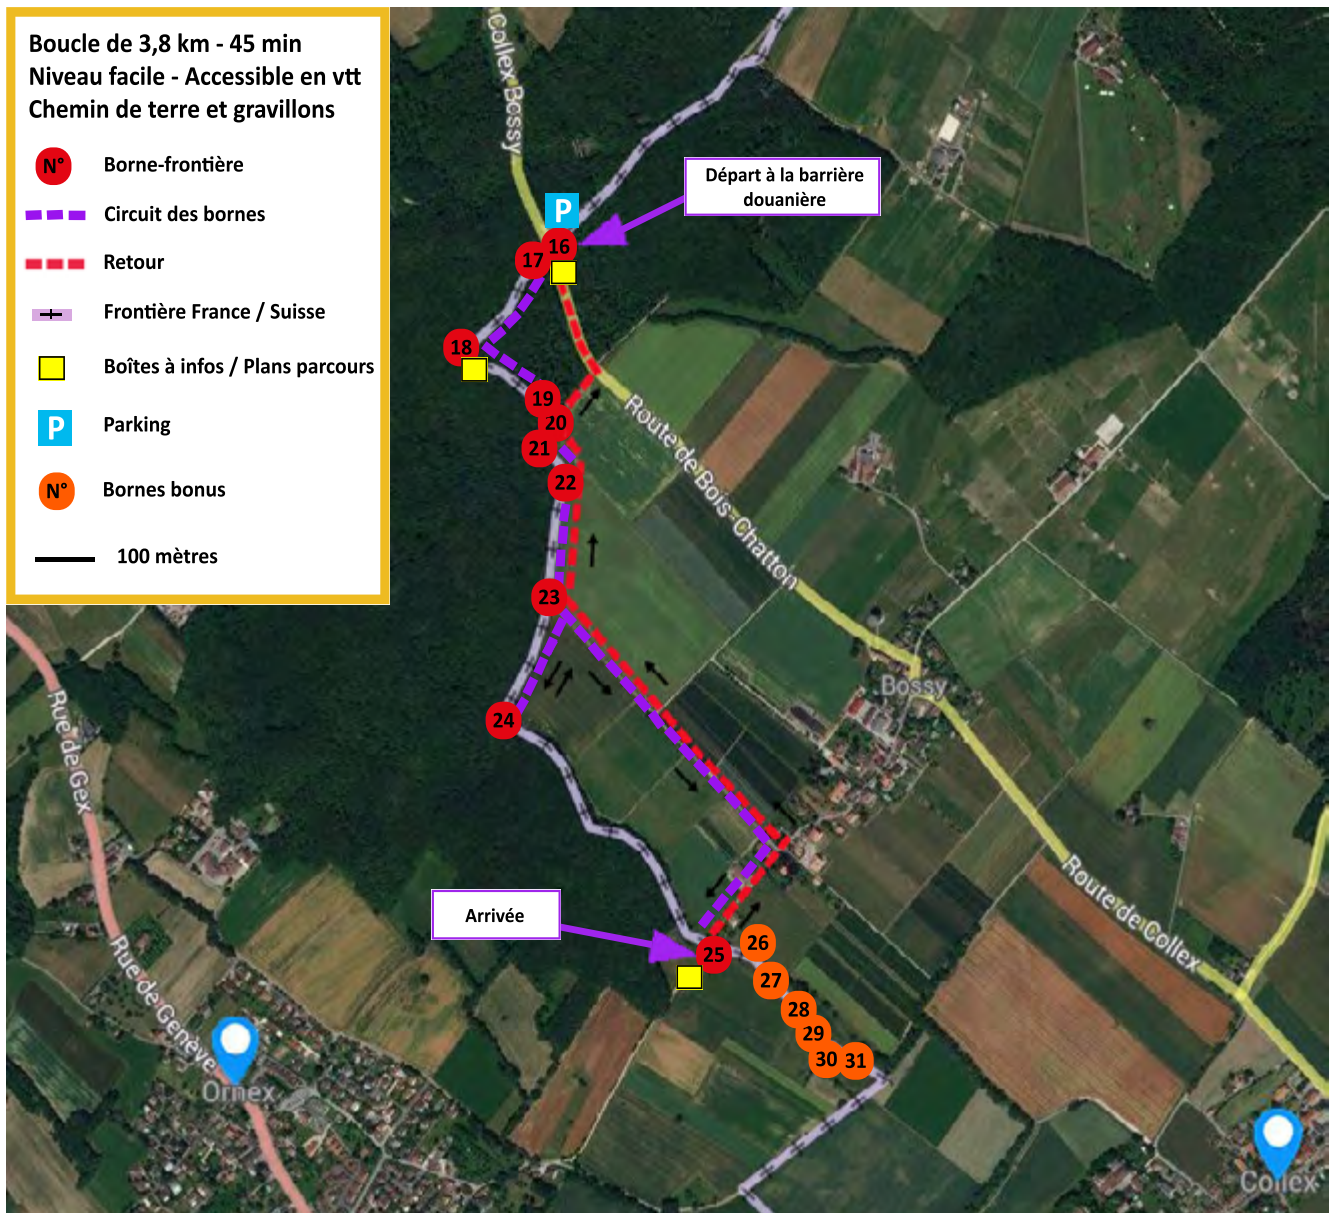 Boucle de 3,8 km - 45 min
Niveau facile - Accessible en vtt
Chemin de terre et gravillons
N° Borne-frontière
Circuit des bornes
Retour
Frontière France / Suisse
Boîtes à infos / Plans parcours
P Parking
N° Bornes bonus
100 mètres
Collex Bossy
Départ à la barrière
douanière
P
16
17
18
19
20
21
22
23
24
Route de Bois-Chatton
Bossy
Rue de Gex
Route de Collex
Arrivée
25
26
27
28
29
30
31
Rue de Genève
Ornex
Collex